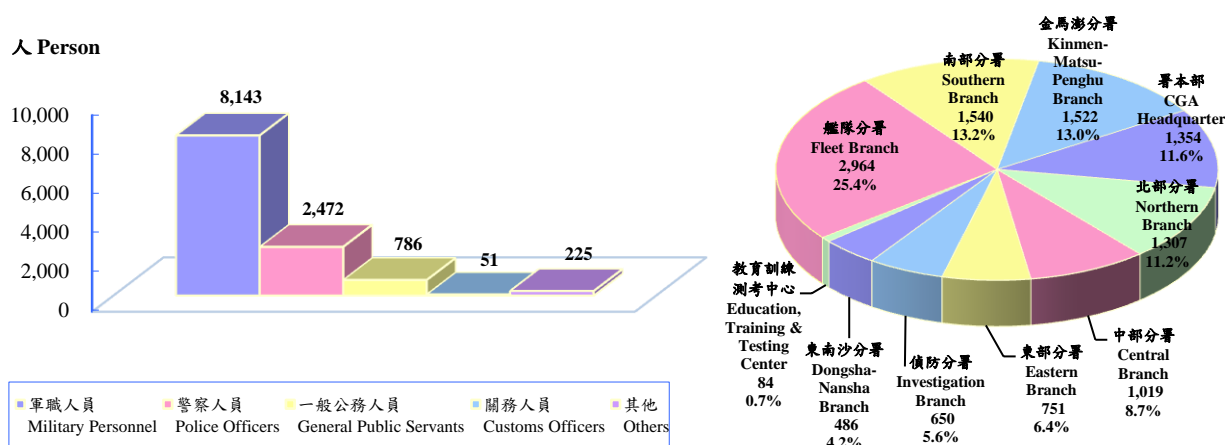 人 Person
10,000
8,000
6,000
4,000
2,000
0
8,143
2,472
786
51
225
軍職人員
Military Personnel
警察人員
Police Officers
一般公務人員
General Public Servants
關務人員
Customs Officers
其他
Others
金馬澎分署
Kinmen-
Matsu-
Penghu
Branch
1,522
13.0%
署本部
CGA
Headquarter
1,354
11.6%
北部分署
Northern
Branch
1,307
11.2%
中部分署
Central
Branch
1,019
8.7%
東部分署
Eastern
Branch
751
6.4%
偵防分署
Investigation
Branch
650
5.6%
東南沙分署
Dongsha-
Nansha
Branch
486
4.2%
教育訓練
測考中心
Education,
Training &
Testing
Center
84
0.7%
艦隊分署
Fleet Branch
2,964
25.4%
南部分署
Southern
Branch
1,540
13.2%